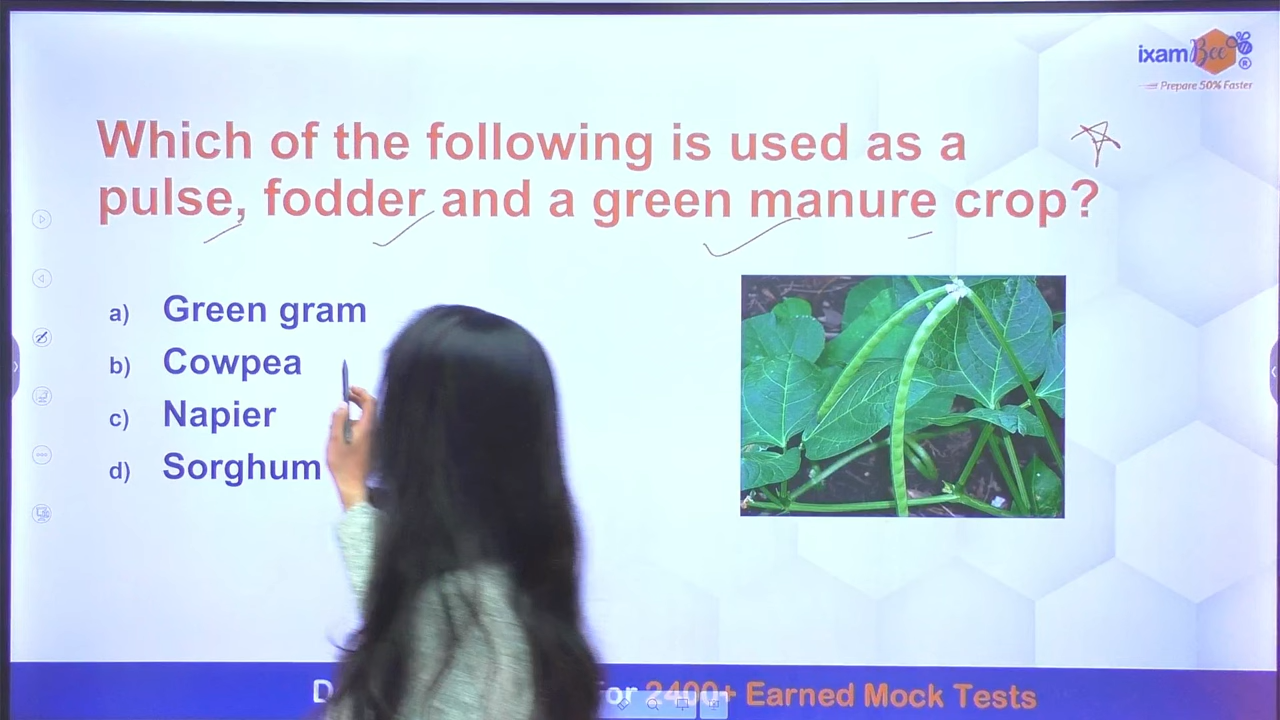 ixamBee
Prepare 50% Faster
Which of the following is used as a
pulse, fodder and a green manure crop?
a) Green gram
b) Cowpea
c) Napier
d) Sorghum
2400+ Earned Mock Tests